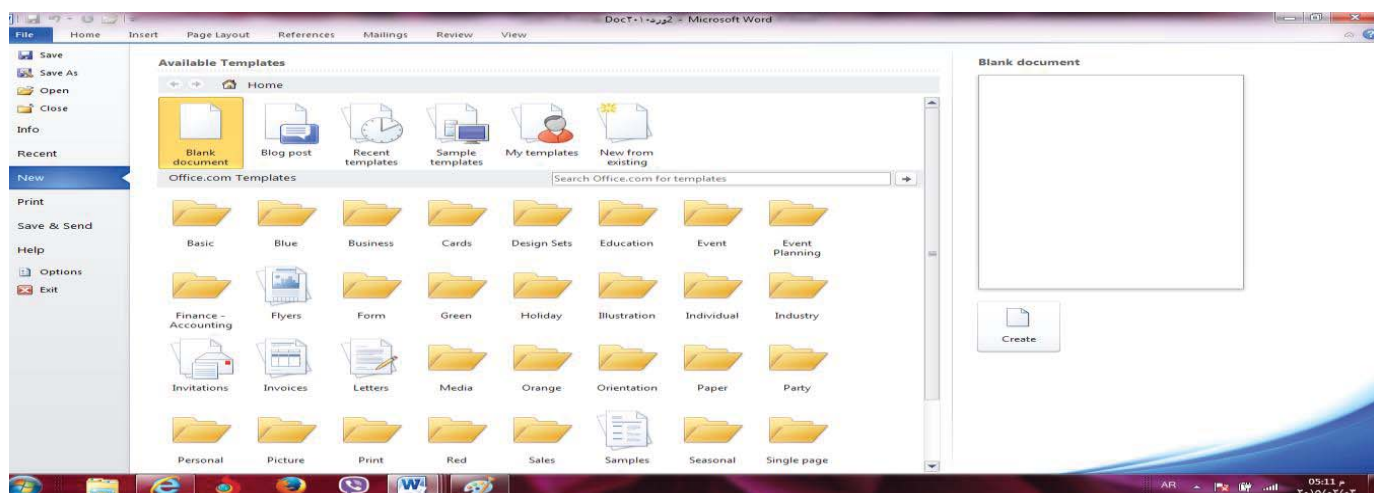 Doc٢٠١٠ورد2 - Microsoft Word
File Home Insert Page Layout References Mailings Review View
Save
Save As
Open
Close
Info
Recent
New
Print
Save & Send
Help
Options
Exit
Available Templates
Home
Blank document
Blog post
Recent templates
Sample templates
My templates
New from existing
Office.com Templates
Search Office.com for templates
Basic Blue Business Cards Design Sets Education Event Event Planning
Finance - Accounting Flyers Form Green Holiday Illustration Individual Industry
Invitations Invoices Letters Media Orange Orientation Paper Party
Personal Picture Print Red Sales Samples Seasonal Single page
Blank document
Create
AR
05:11 م